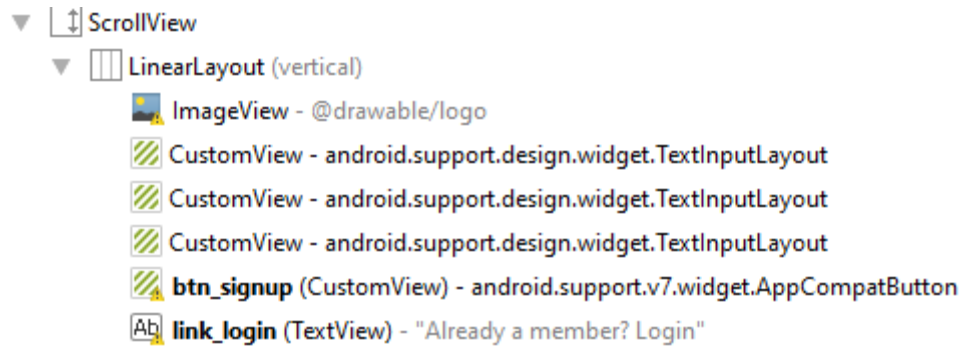 ScrollView
LinearLayout (vertical)
ImageView - @drawable/logo
CustomView - android.support.design.widget.TextInputLayout
CustomView - android.support.design.widget.TextInputLayout
CustomView - android.support.design.widget.TextInputLayout
btn_signup (CustomView) - android.support.v7.widget.AppCompatButton
Ab link_login (TextView) - "Already a member? Login"